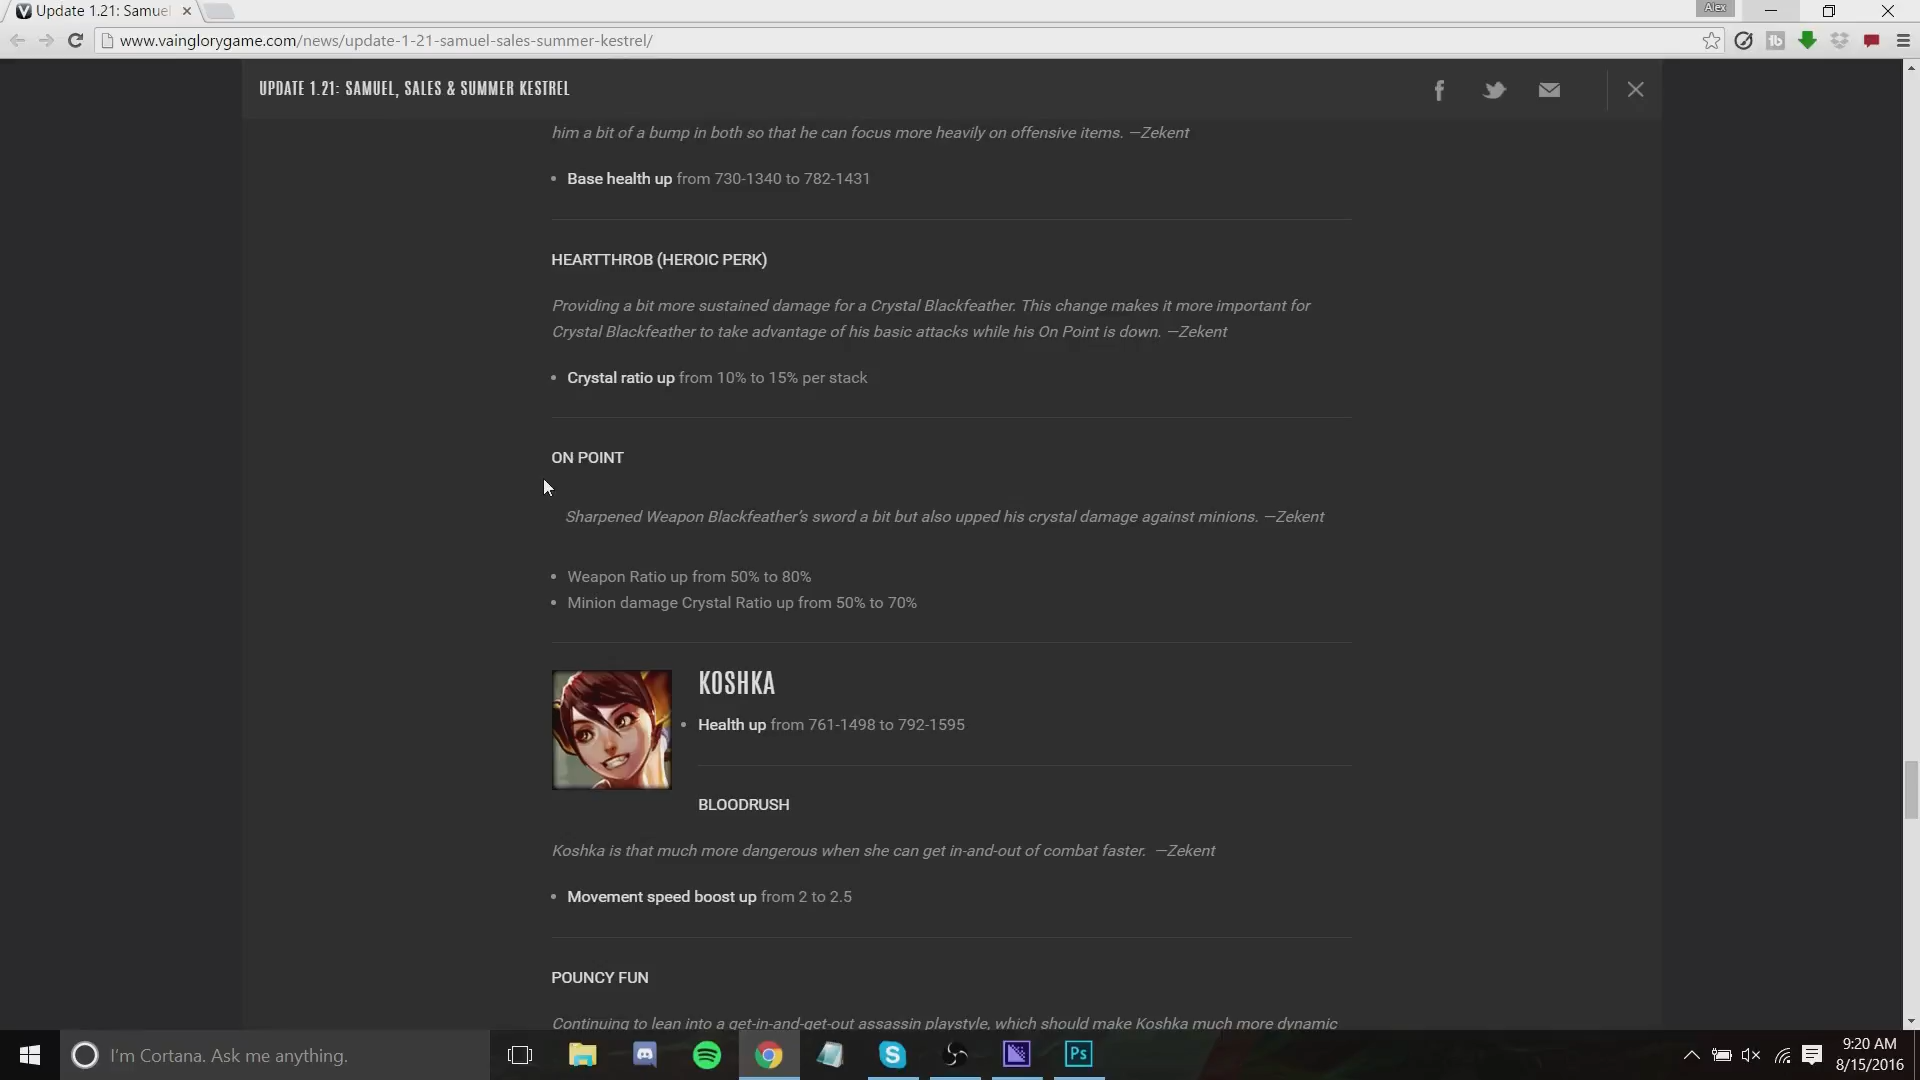 Update 1.21: Samuel
Alex
www.vainglorygame.com/news/update-1-21-samuel-sales-summer-kestrel/
UPDATE 1.21: SAMUEL, SALES & SUMMER KESTREL
him a bit of a bump in both so that he can focus more heavily on offensive items. —Zekent
• Base health up from 730-1340 to 782-1431
HEARTTHROB (HEROIC PERK)
Providing a bit more sustained damage for a Crystal Blackfeather. This change makes it more important for
Crystal Blackfeather to take advantage of his basic attacks while his On Point is down. —Zekent
• Crystal ratio up from 10% to 15% per stack
ON POINT
Sharpened Weapon Blackfeather's sword a bit but also upped his crystal damage against minions. —Zekent
• Weapon Ratio up from 50% to 80%
• Minion damage Crystal Ratio up from 50% to 70%
KOSHKA
• Health up from 761-1498 to 792-1595
BLOODRUSH
Koshka is that much more dangerous when she can get in-and-out of combat faster. —Zekent
• Movement speed boost up from 2 to 2.5
POUNCY FUN
Continuing to lean into a get-in-and-get-out assassin playstyle, which should make Koshka much more dynamic
I'm Cortana. Ask me anything.
Ps
9:20 AM
8/15/2016